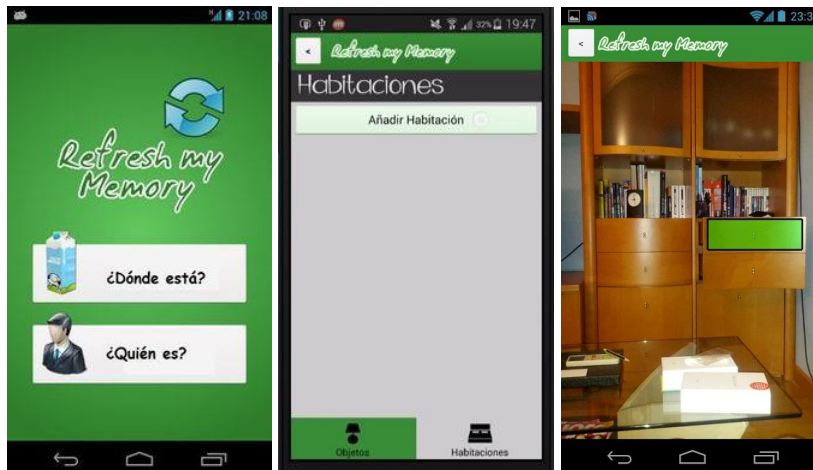 21:08
Refresh my
Memory
¿Dónde está?
¿Quién es?
32% 19:47
< Refresh my Memory
Habitaciones
Añadir Habitación
Objetos
Habitaciones
< Refresh my Memory